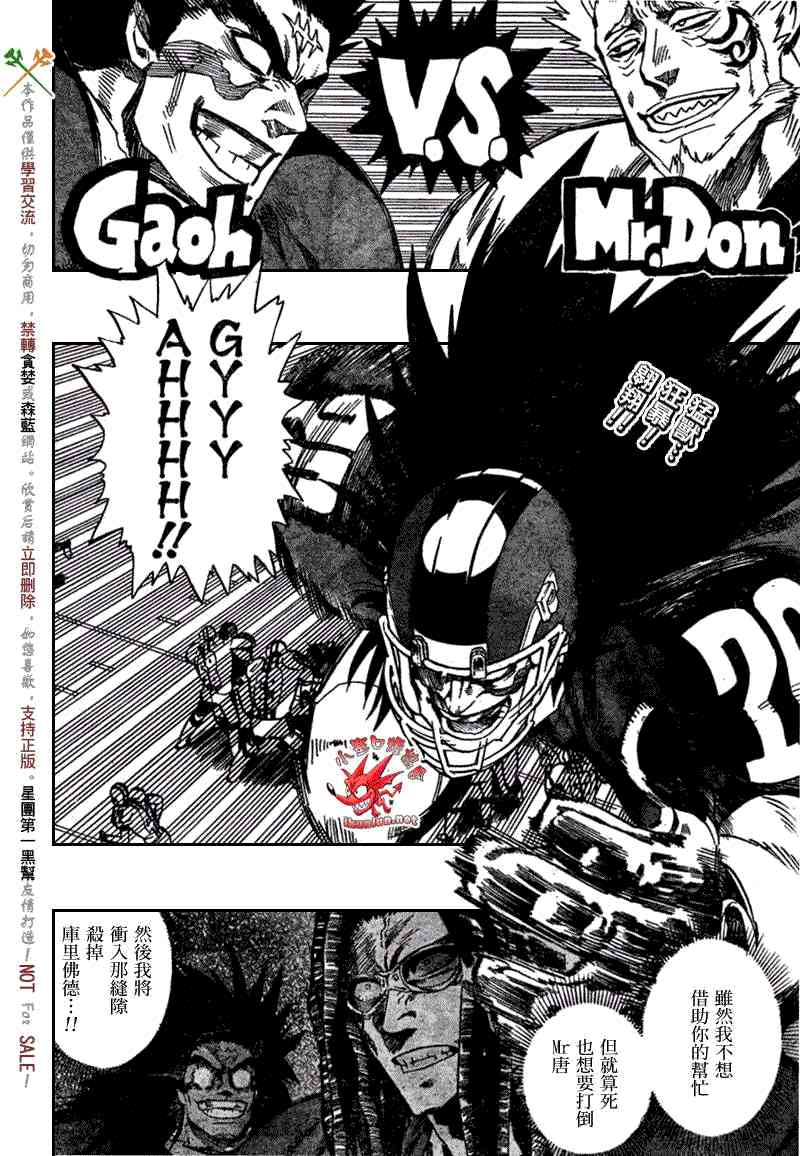 V.S.
Mr.Don
Gaoh
猛獸、
狂暴！
翱翔!!
GYYY
AHHHH!!
20
ikunlun.net
雖然我不想
借助你的幫忙
但就算死
也想要打倒
Mr唐
然後我將
衝入那縫隙
殺掉
庫里佛德…!!
本作品僅供學習交流，切勿商用，禁轉貪婪或森藍網站。欣賞后請立即刪除，如您喜歡，支持正版。星團第一黑幫友情打造—NOT For SALE—